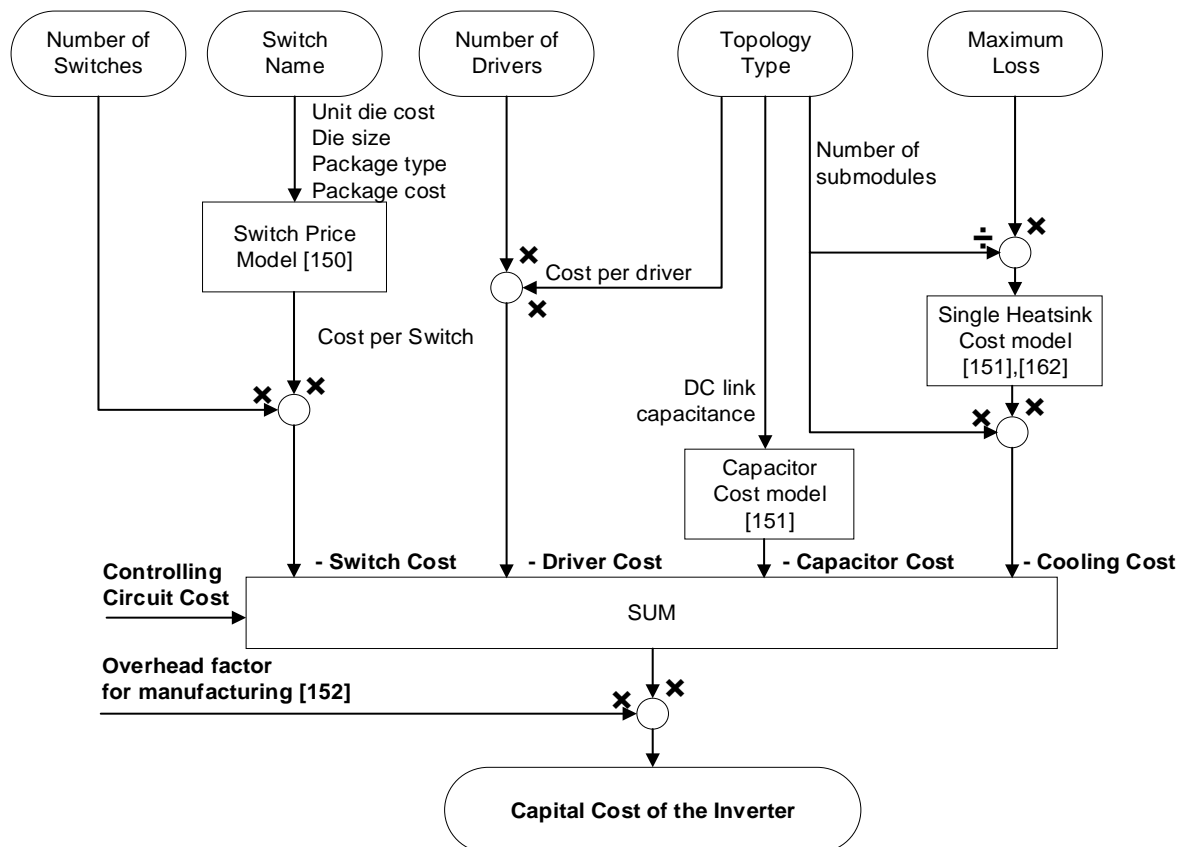 Number of
Switches
Switch
Name
Number of
Drivers
Topology
Type
Maximum
Loss
Unit die cost
Die size
Package type
Package cost
Number of
submodules
Switch Price
Model [150]
×
÷
×
Cost per driver
×
Single Heatsink
Cost model
[151],[162]
Cost per Switch
×
×
DC link
capacitance
×
×
Capacitor
Cost model
[151]
- Switch Cost
- Driver Cost
- Capacitor Cost
- Cooling Cost
Controlling
Circuit Cost
SUM
Overhead factor
for manufacturing [152]
×
×
Capital Cost of the Inverter